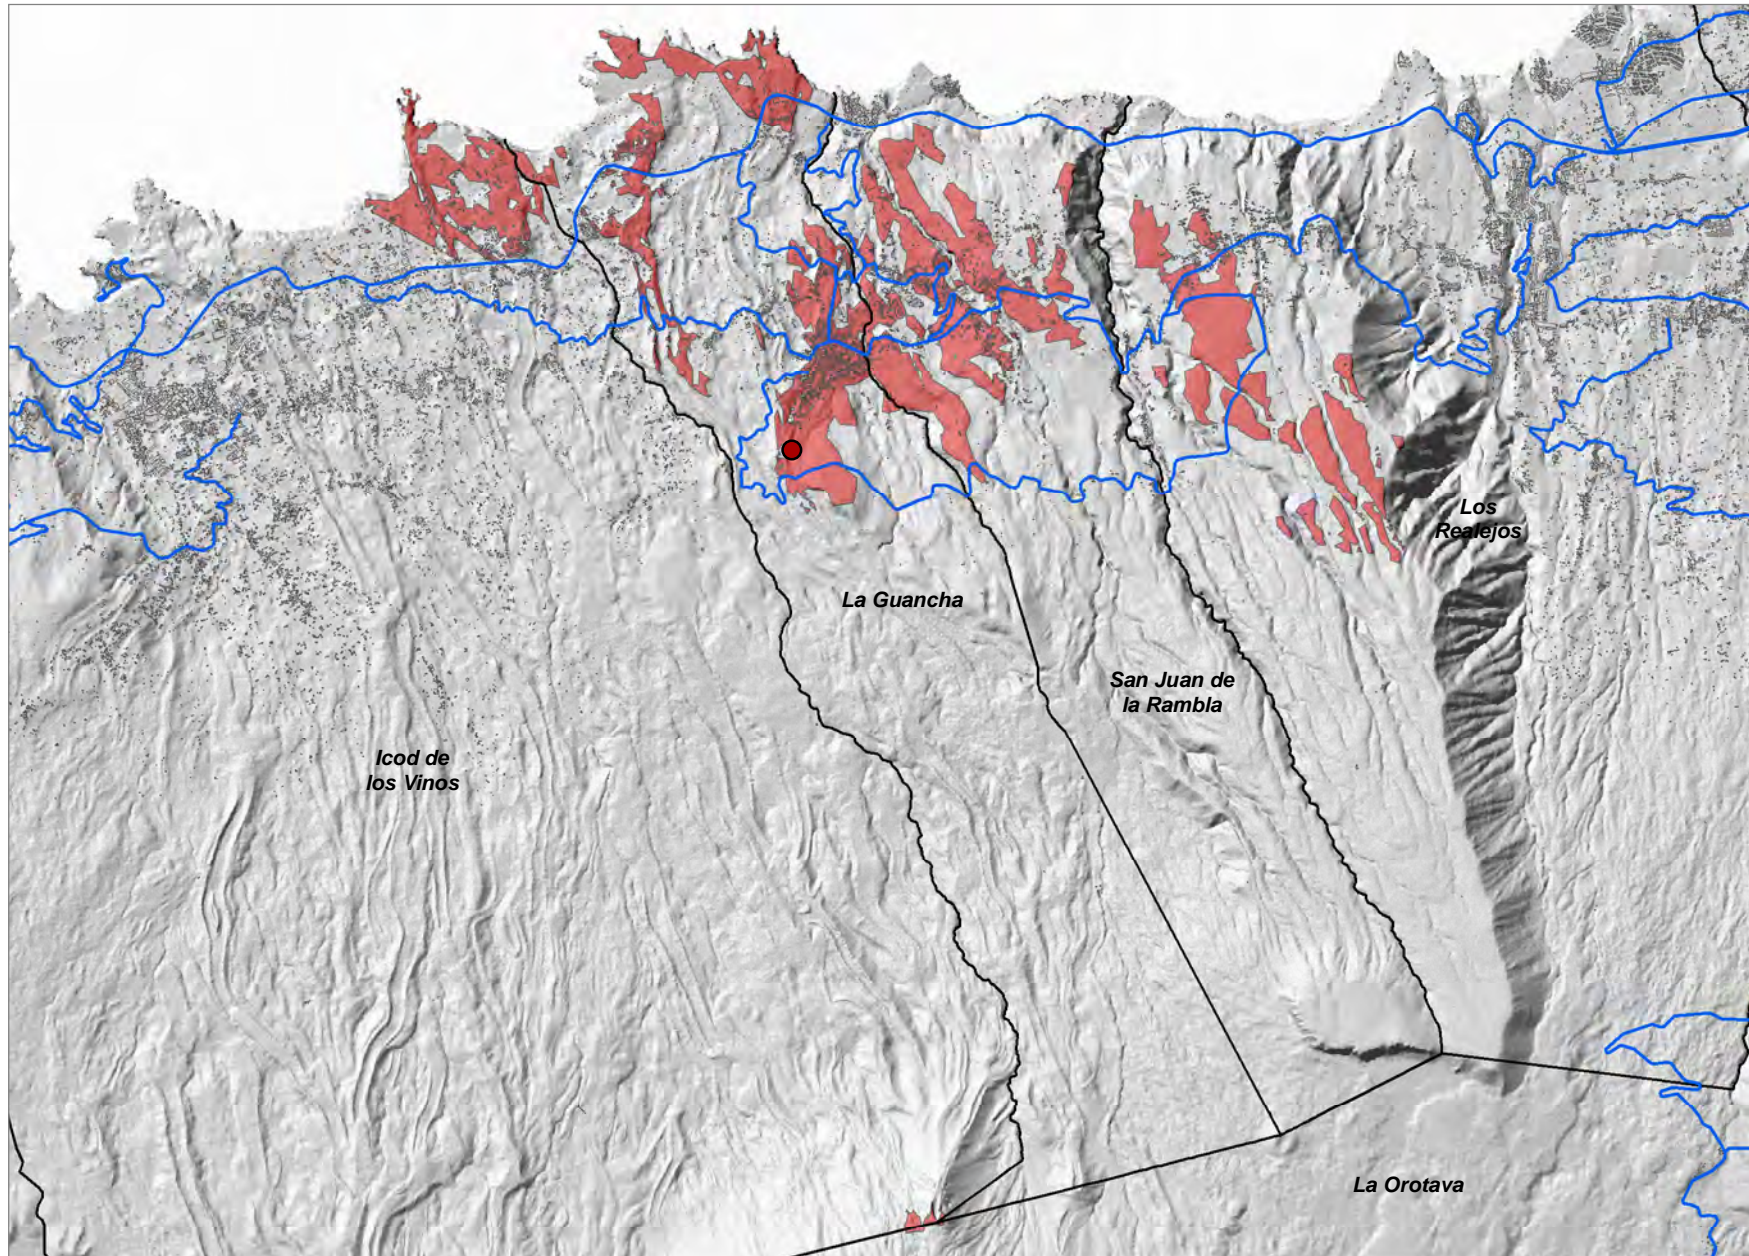 Los
Realejos
La Guancha
San Juan de
la Rambla
Icod de
los Vinos
La Orotava